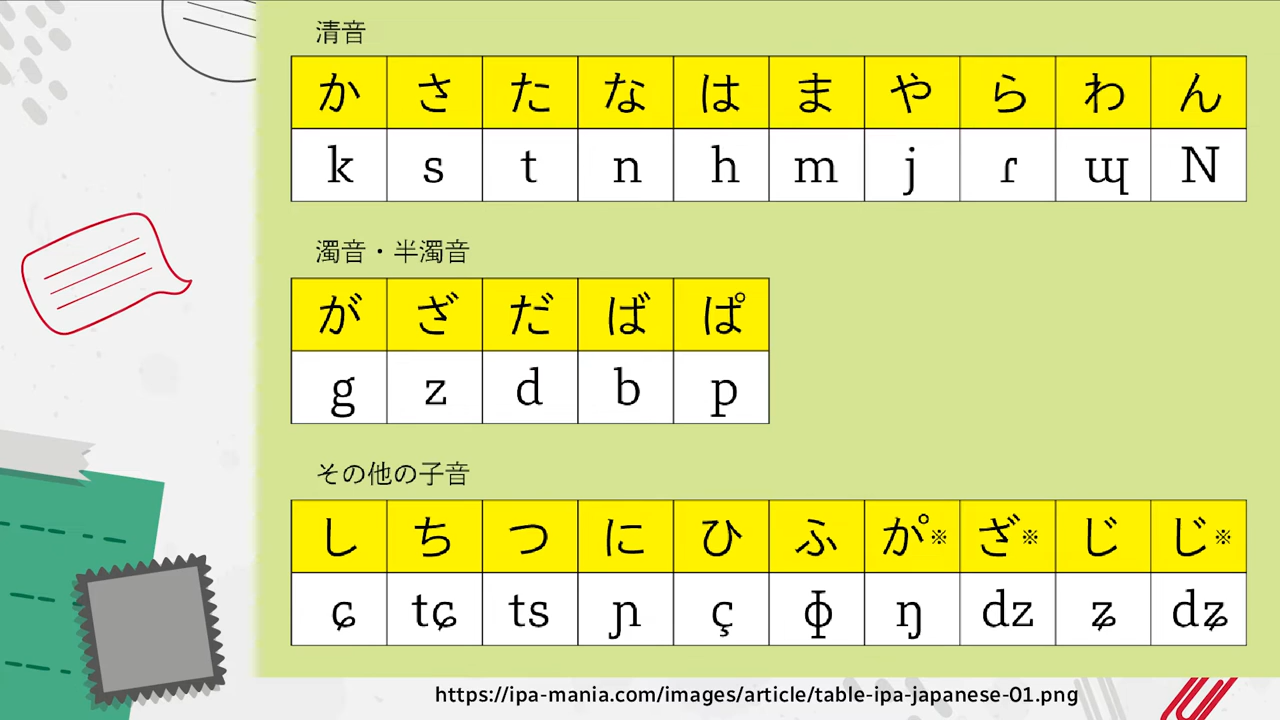 清音
か さ た な は ま や ら わ ん
k s t n h m j ɾ ɰ N
濁音・半濁音
が ざ だ ば ぱ
g z d b p
その他の子音
し ち つ に ひ ふ か゚※ ざ※ じ じ※
ɕ tɕ ts ɲ ç ɸ ŋ dz ʑ dʑ
https://ipa-mania.com/images/article/table-ipa-japanese-01.png